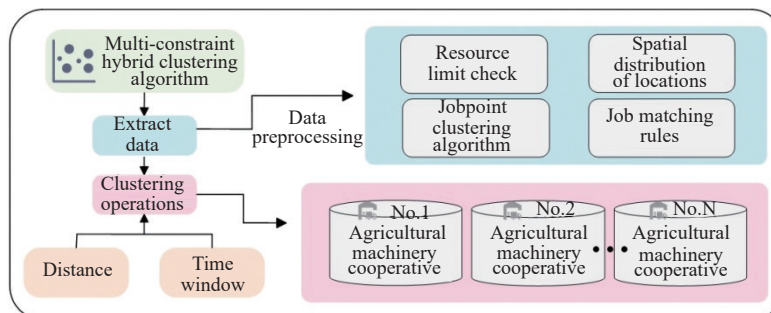 Multi-constraint
hybrid clustering
algorithm
Extract
data
Data
preprocessing
Clustering
operations
Distance
Time
window
Resource
limit check
Spatial
distribution
of locations
Jobpoint
clustering
algorithm
Job matching
rules
No.1
Agricultural
machinery
cooperative
No.2
Agricultural
machinery
cooperative
•••
No.N
Agricultural
machinery
cooperative